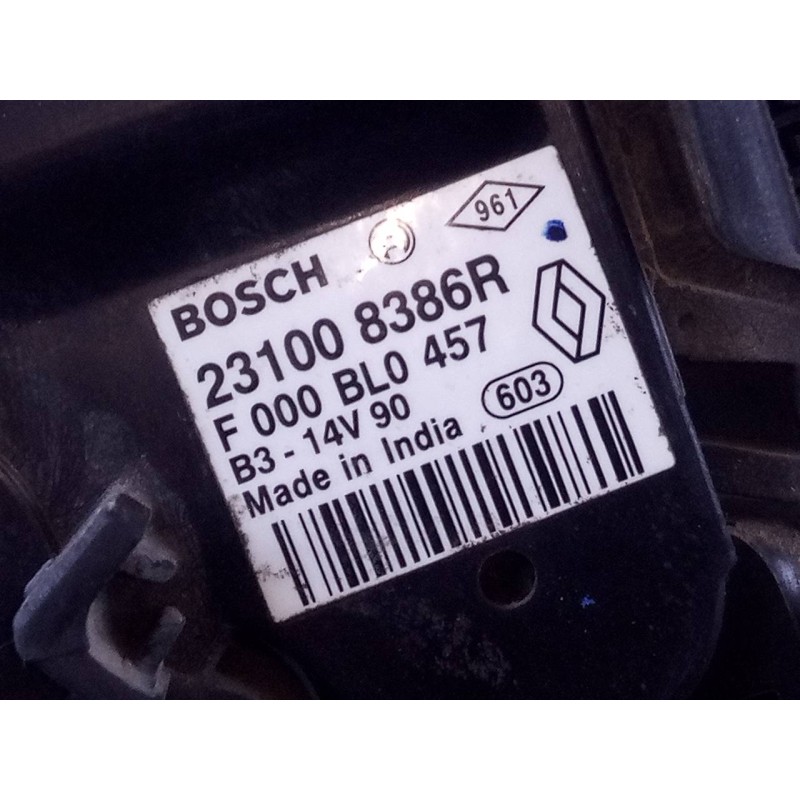 961
BOSCH
23100 8386R
F 000 BL0 457
B3 - 14V 90
603
Made in India